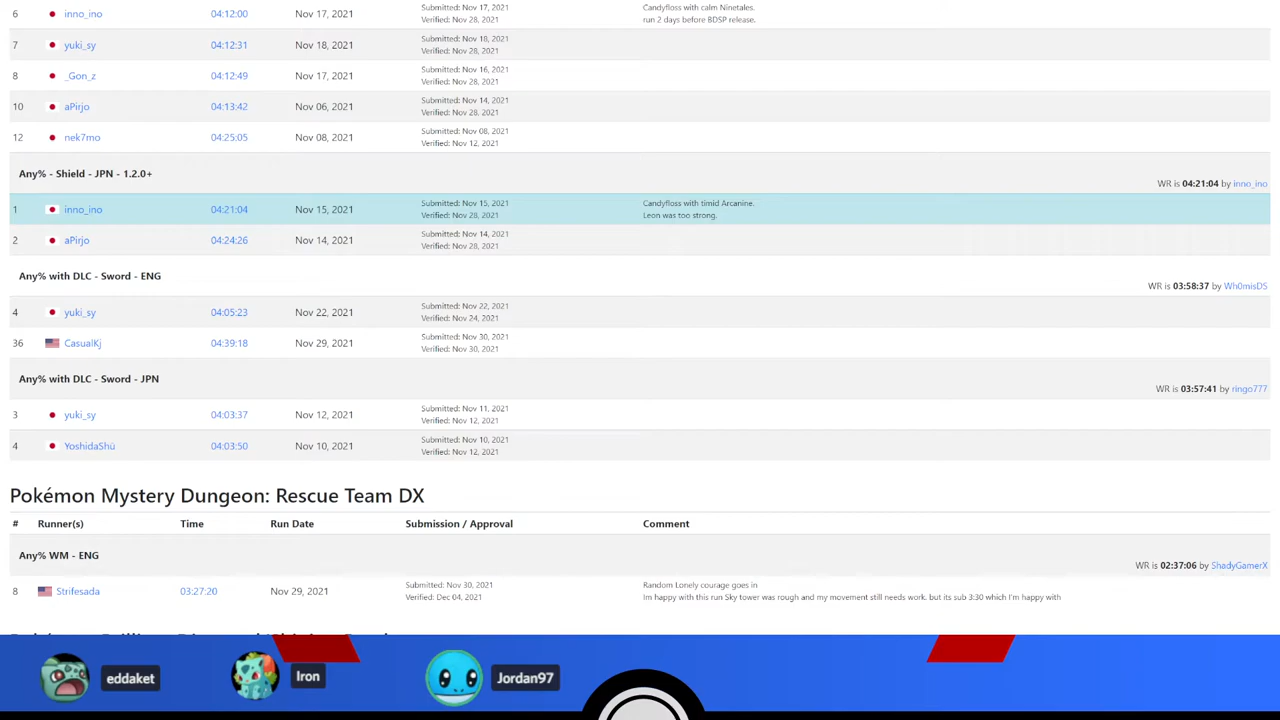 6 inno_ino 04:12:00 Nov 17, 2021 Submitted: Nov 17, 2021 Candyfloss with calm Ninetales.
Verified: Nov 28, 2021 run 2 days before BDSP release.
7 yuki_sy 04:12:31 Nov 18, 2021 Submitted: Nov 18, 2021
Verified: Nov 28, 2021
8 _Gon_z 04:12:49 Nov 17, 2021 Submitted: Nov 16, 2021
Verified: Nov 28, 2021
10 aPirjo 04:13:42 Nov 06, 2021 Submitted: Nov 14, 2021
Verified: Nov 28, 2021
12 nek7mo 04:25:05 Nov 08, 2021 Submitted: Nov 08, 2021
Verified: Nov 12, 2021
Any% - Shield - JPN - 1.2.0+
WR is 04:21:04 by inno_ino
1 inno_ino 04:21:04 Nov 15, 2021 Submitted: Nov 15, 2021 Candyfloss with timid Arcanine.
Verified: Nov 28, 2021 Leon was too strong.
2 aPirjo 04:24:26 Nov 14, 2021 Submitted: Nov 14, 2021
Verified: Nov 28, 2021
Any% with DLC - Sword - ENG
WR is 03:58:37 by Wh0misDS
4 yuki_sy 04:05:23 Nov 22, 2021 Submitted: Nov 22, 2021
Verified: Nov 24, 2021
36 CasualKj 04:39:18 Nov 29, 2021 Submitted: Nov 30, 2021
Verified: Nov 30, 2021
Any% with DLC - Sword - JPN
WR is 03:57:41 by ringo777
3 yuki_sy 04:03:37 Nov 12, 2021 Submitted: Nov 11, 2021
Verified: Nov 12, 2021
4 YoshidaShū 04:03:50 Nov 10, 2021 Submitted: Nov 10, 2021
Verified: Nov 12, 2021
Pokémon Mystery Dungeon: Rescue Team DX
# Runner(s) Time Run Date Submission / Approval Comment
Any% WM - ENG
WR is 02:37:06 by ShadyGamerX
8 Strifesada 03:27:20 Nov 29, 2021 Submitted: Nov 30, 2021 Random Lonely courage goes in
Verified: Dec 04, 2021 Im happy with this run Sky tower was rough and my movement still needs work. but its sub 3:30 which I'm happy with
eddaket Iron Jordan97